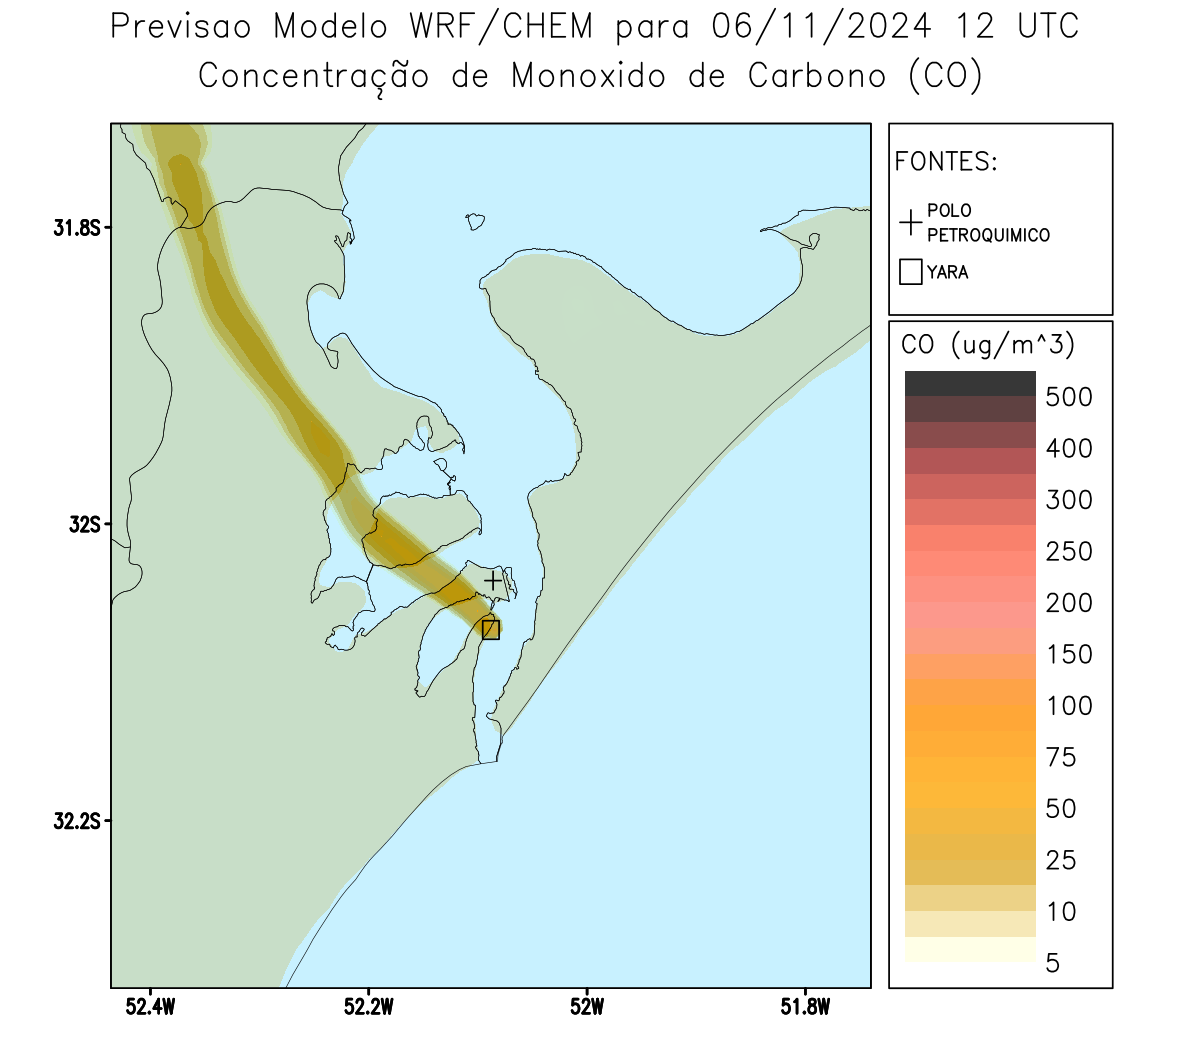 Previsao Modelo WRF/CHEM para 06/11/2024 12 UTC
Concentração de Monoxido de Carbono (CO)
FONTES:
POLO
PETROQUIMICO
YARA
CO (ug/m^3)
500
400
300
250
200
150
100
75
50
25
10
5
31.8S
32S
32.2S
52.4W
52.2W
52W
51.8W